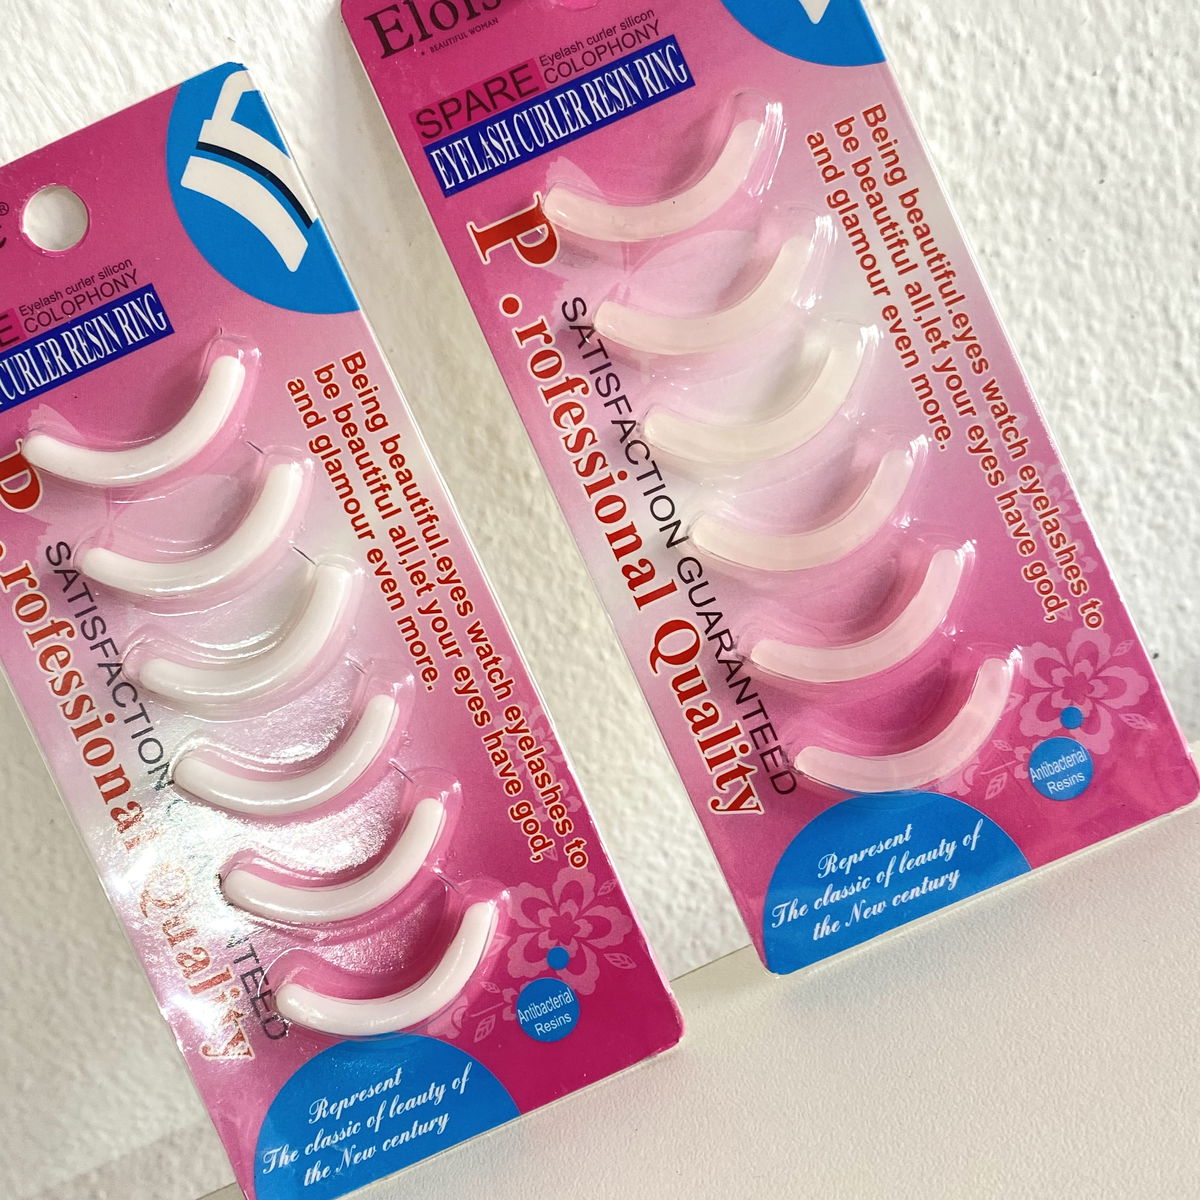 COLOPHONY
Eyelash curler silicon
CURLER RESIN RING
P.rofessional Quality
SATISFACTION
Being beautiful.eyes watch eyelashes to
be beautiful all,let your eyes have god,
and glamour even more.
Antibacterial
Resins
Represent
The classic of leauty of
the New century
BEAUTIFUL WOMAN
SPARE
Eyelash curler silicon
COLOPHONY
EYELASH CURLER RESIN RING
P.rofessional Quality
SATISFACTION GUARANTEED
Being beautiful.eyes watch eyelashes to
be beautiful all,let your eyes have god,
and glamour even more.
Antibacterial
Resins
Represent
The classic of leauty of
the New century